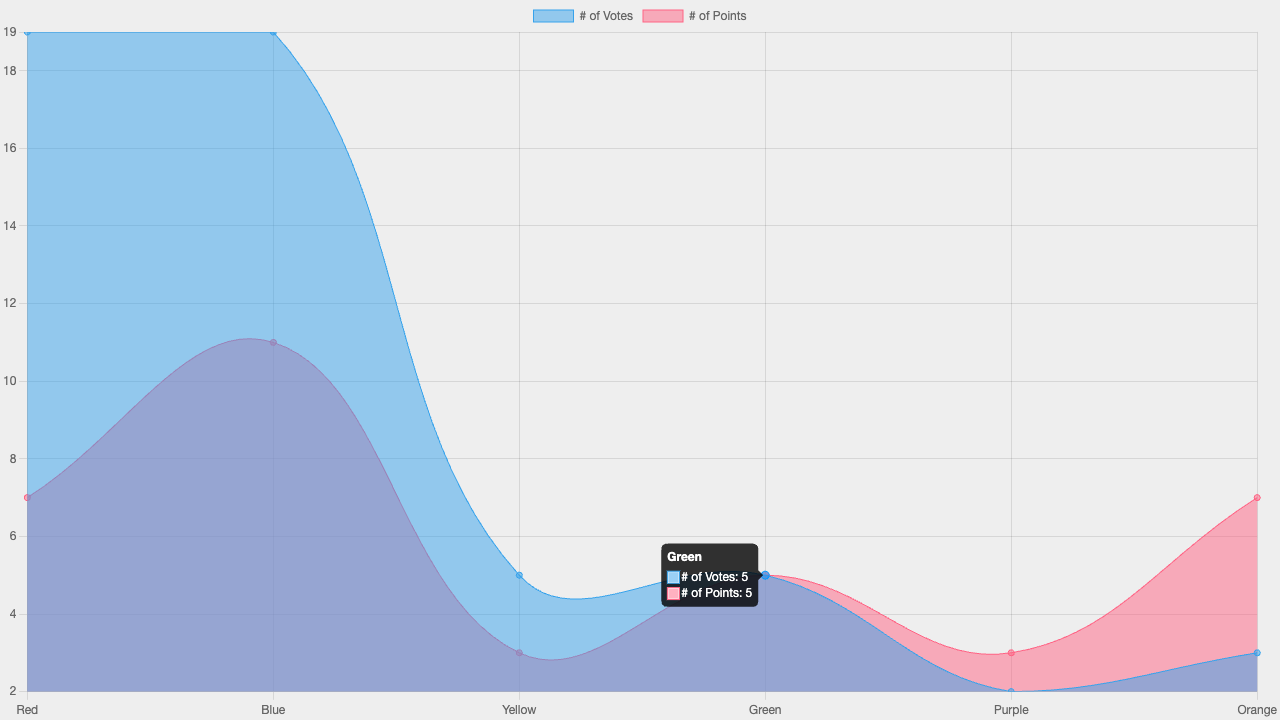 # of Votes # of Points
19
18
16
14
12
10
8
6
4
2
Green
# of Votes: 5
# of Points: 5
Red Blue Yellow Green Purple Orange